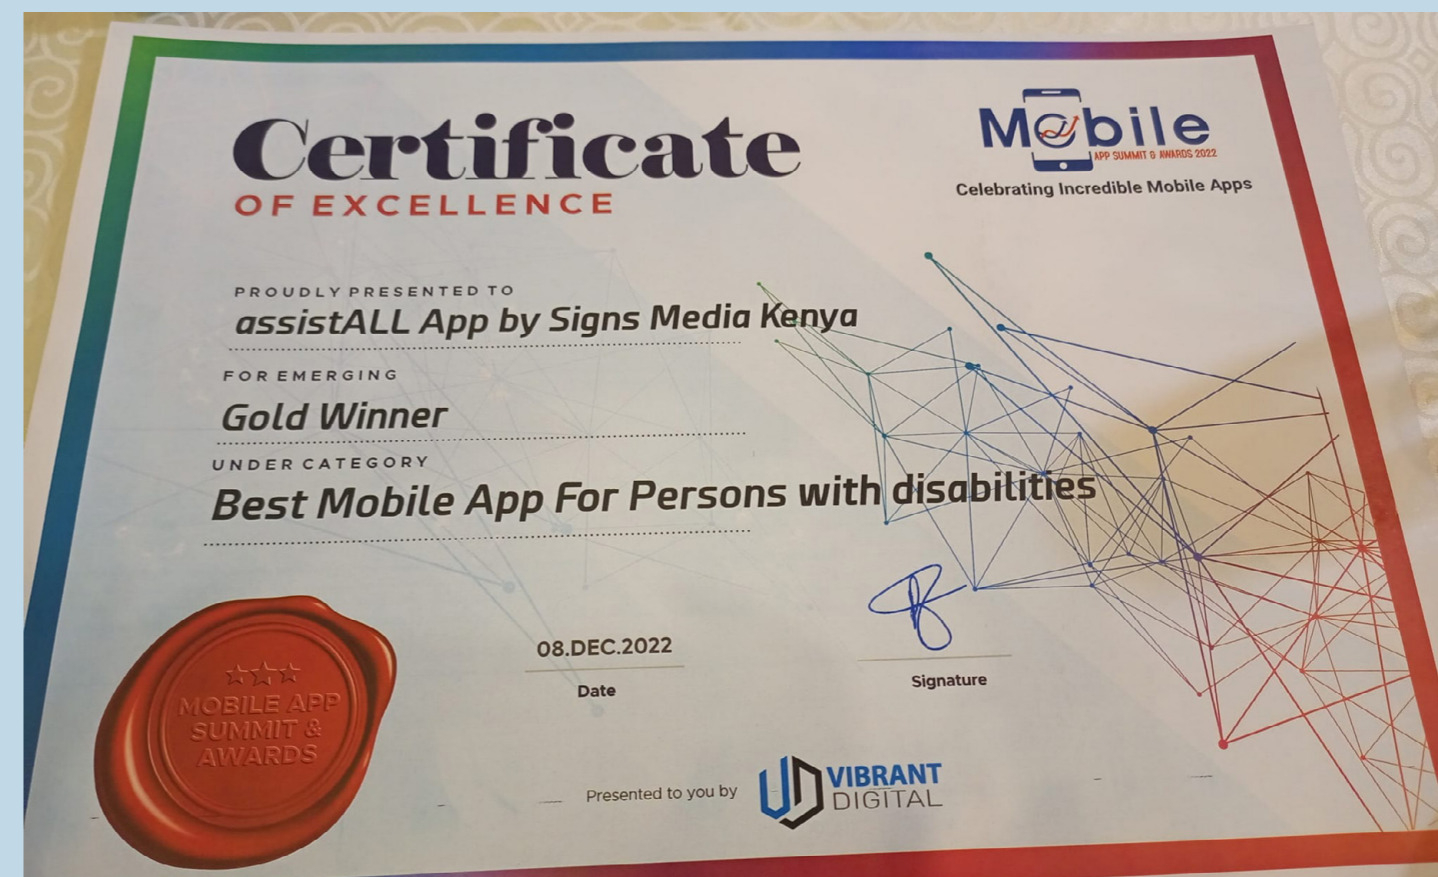 Certificate
OF EXCELLENCE
Mobile
APP SUMMIT & AWARDS 2022
Celebrating Incredible Mobile Apps
PROUDLY PRESENTED TO
assistALL App by Signs Media Kenya
FOR EMERGING
Gold Winner
UNDER CATEGORY
Best Mobile App For Persons with disabilities
MOBILE APP
SUMMIT &
AWARDS
08.DEC.2022
Date
Signature
Presented to you by
VIBRANT
DIGITAL